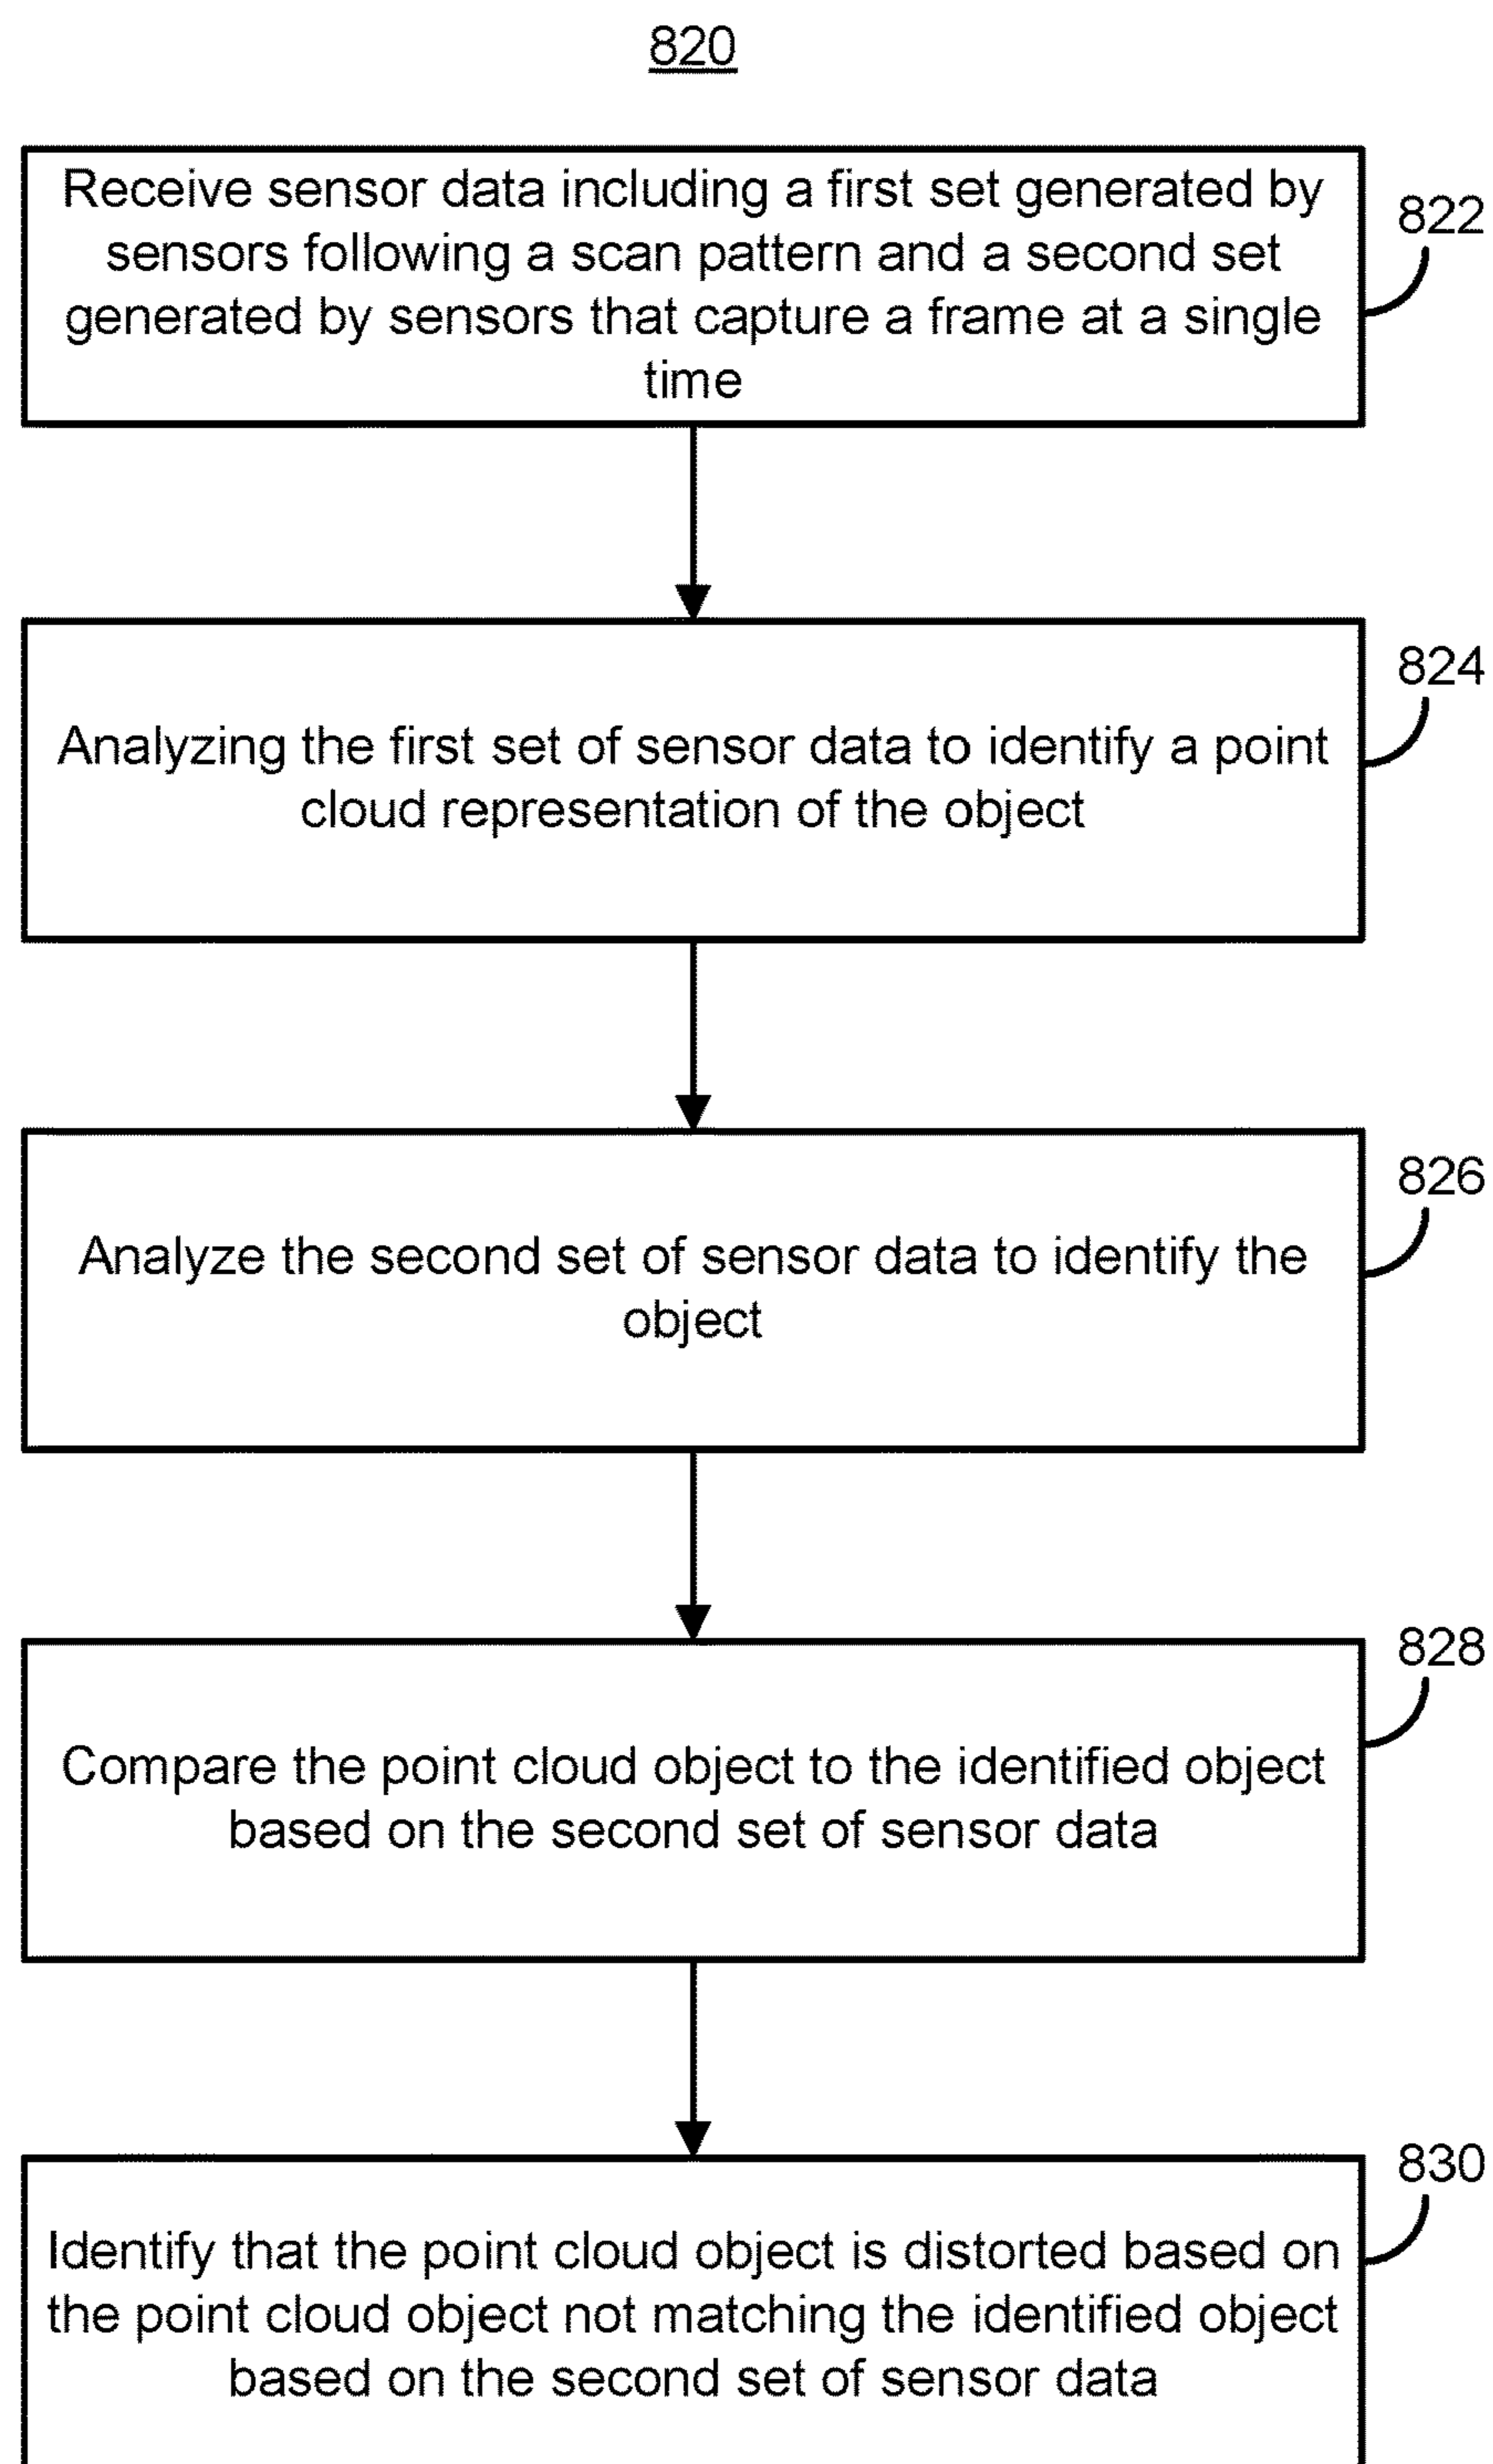 820
Receive sensor data including a first set generated by
sensors following a scan pattern and a second set
generated by sensors that capture a frame at a single
time
822
Analyzing the first set of sensor data to identify a point
cloud representation of the object
824
Analyze the second set of sensor data to identify the
object
826
Compare the point cloud object to the identified object
based on the second set of sensor data
828
Identify that the point cloud object is distorted based on
the point cloud object not matching the identified object
based on the second set of sensor data
830